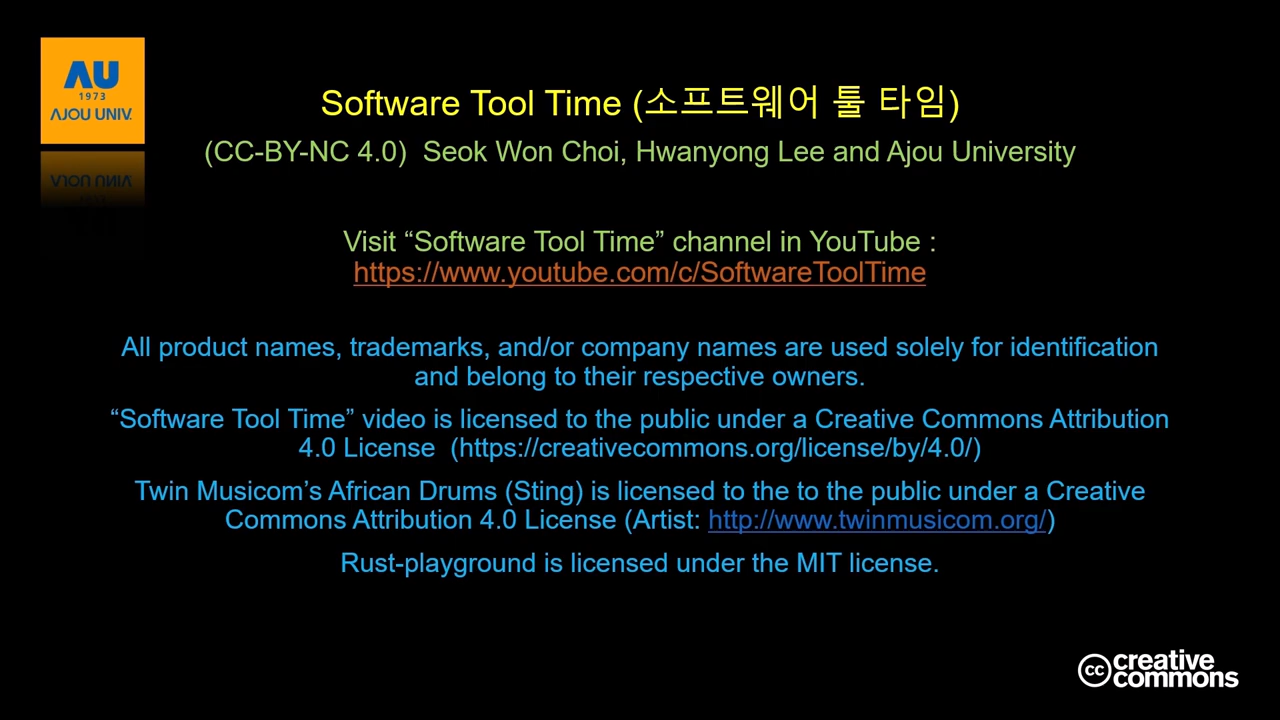 AU
1973
AJOU UNIV.
Software Tool Time (소프트웨어 툴 타임)
(CC-BY-NC 4.0) Seok Won Choi, Hwanyong Lee and Ajou University
Visit “Software Tool Time” channel in YouTube :
https://www.youtube.com/c/SoftwareToolTime
All product names, trademarks, and/or company names are used solely for identification
and belong to their respective owners.
“Software Tool Time” video is licensed to the public under a Creative Commons Attribution
4.0 License (https://creativecommons.org/license/by/4.0/)
Twin Musicom’s African Drums (Sting) is licensed to the to the public under a Creative
Commons Attribution 4.0 License (Artist: http://www.twinmusicom.org/)
Rust-playground is licensed under the MIT license.
cc creative
commons